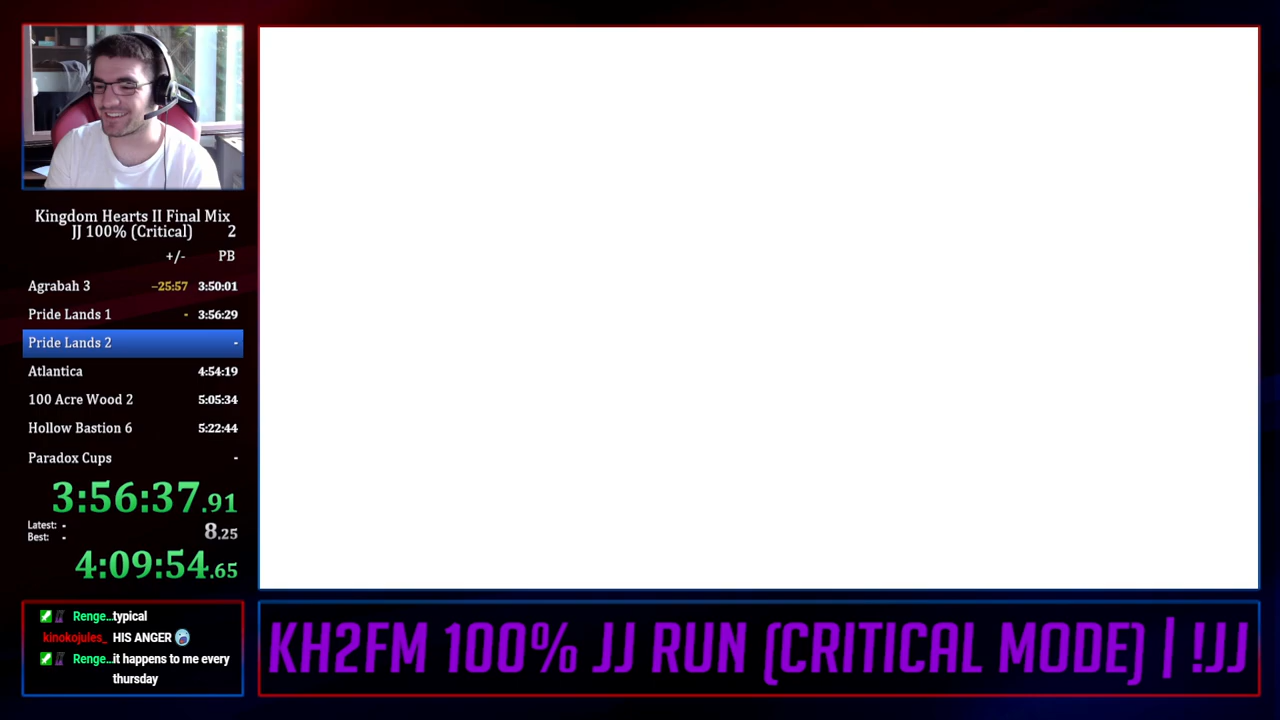 Kingdom Hearts II Final Mix
JJ 100% (Critical) 2
+/- PB
Agrabah 3 −25:57 3:50:01
Pride Lands 1 - 3:56:29
Pride Lands 2 -
Atlantica 4:54:19
100 Acre Wood 2 5:05:34
Hollow Bastion 6 5:22:44
Paradox Cups -
3:56:37.91
Latest: -
Best: -
8.25
4:09:54.65
Renge... typical
kinokojules_ HIS ANGER
Renge... it happens to me every
thursday
KH2FM 100% JJ RUN (CRITICAL MODE) | !JJ